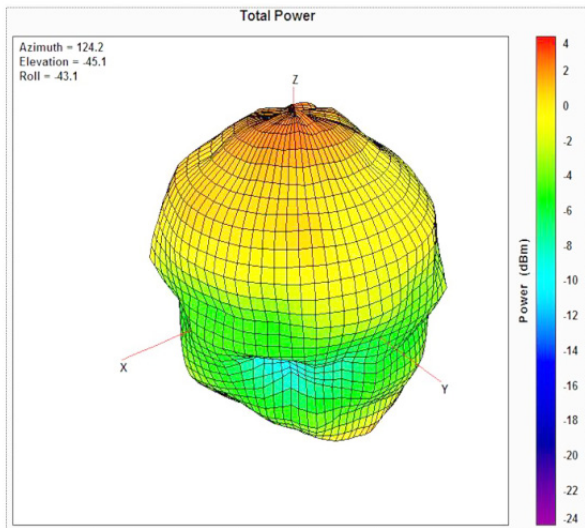 Total Power
Azimuth = 124.2
Elevation = -45.1
Roll = -43.1
Z
X
Y
4
2
0
-2
-4
-6
-8
-10
-12
-14
-16
-18
-20
-22
-24
Power (dBm)